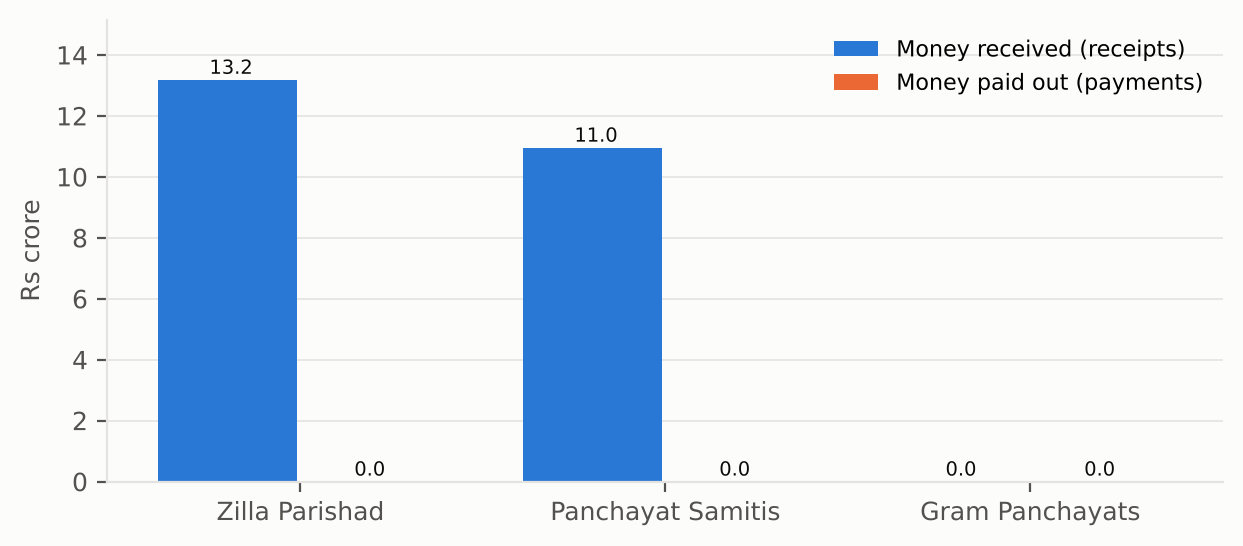 Money received (receipts)
Money paid out (payments)
Rs crore
14
12
10
8
6
4
2
0
13.2
0.0
11.0
0.0
0.0
0.0
Zilla Parishad
Panchayat Samitis
Gram Panchayats